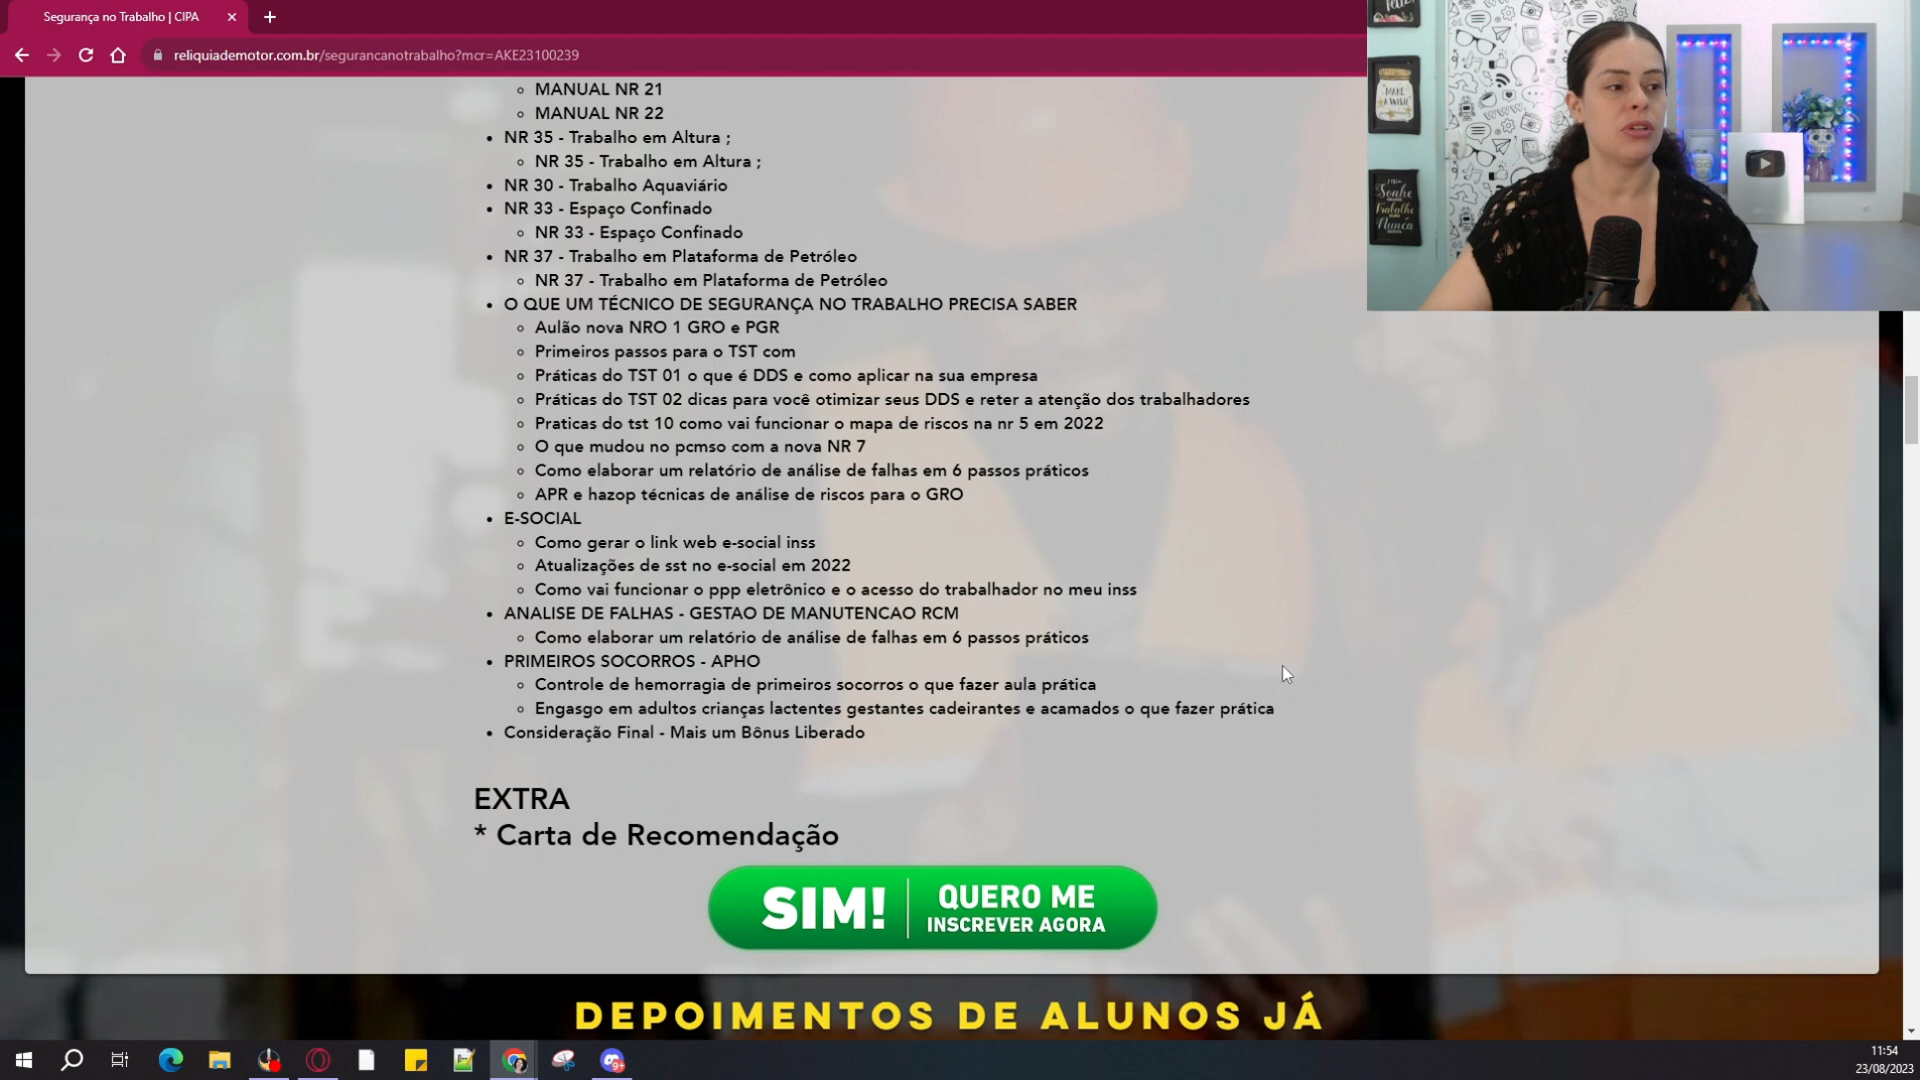 Segurança no Trabalho | CIPA
reliquiademotor.com.br/segurancanotrabalho?mcr=AKE23100239
MANUAL NR 21
MANUAL NR 22
NR 35 - Trabalho em Altura ;
NR 35 - Trabalho em Altura ;
NR 30 - Trabalho Aquaviário
NR 33 - Espaço Confinado
NR 33 - Espaço Confinado
NR 37 - Trabalho em Plataforma de Petróleo
NR 37 - Trabalho em Plataforma de Petróleo
O QUE UM TÉCNICO DE SEGURANÇA NO TRABALHO PRECISA SABER
Aulão nova NRO 1 GRO e PGR
Primeiros passos para o TST com
Práticas do TST 01 o que é DDS e como aplicar na sua empresa
Práticas do TST 02 dicas para você otimizar seus DDS e reter a atenção dos trabalhadores
Praticas do tst 10 como vai funcionar o mapa de riscos na nr 5 em 2022
O que mudou no pcmso com a nova NR 7
Como elaborar um relatório de análise de falhas em 6 passos práticos
APR e hazop técnicas de análise de riscos para o GRO
E-SOCIAL
Como gerar o link web e-social inss
Atualizações de sst no e-social em 2022
Como vai funcionar o ppp eletrônico e o acesso do trabalhador no meu inss
ANALISE DE FALHAS - GESTAO DE MANUTENCAO RCM
Como elaborar um relatório de análise de falhas em 6 passos práticos
PRIMEIROS SOCORROS - APHO
Controle de hemorragia de primeiros socorros o que fazer aula prática
Engasgo em adultos crianças lactentes gestantes cadeirantes e acamados o que fazer prática
Consideração Final - Mais um Bônus Liberado
EXTRA
* Carta de Recomendação
SIM!
QUERO ME
INSCREVER AGORA
DEPOIMENTOS DE ALUNOS JÁ
MAKE
A WISH
Sonhe
Trabalhe
Nunca
9+
11:54
23/08/2023